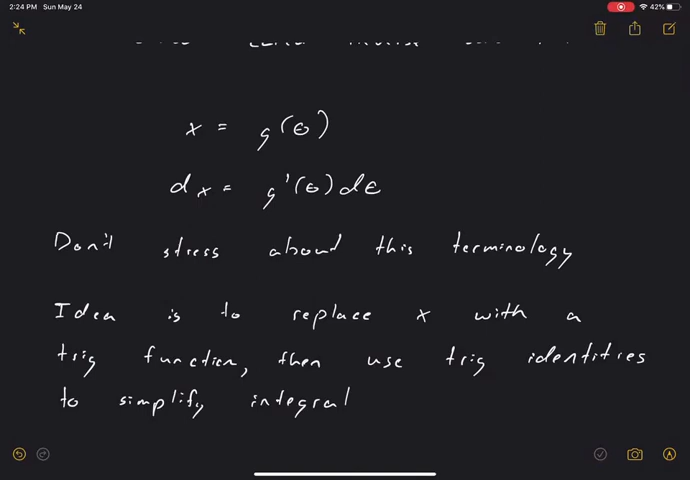 2:24 PM Sun May 24
42%
x = g(θ)
dx = g'(θ)dθ
Don't stress about this terminology
Idea is to replace x with a
trig function, then use trig identities
to simplify integral